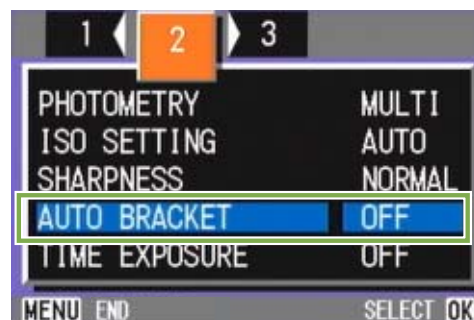 1 2 3
PHOTOMETRY MULTI
ISO SETTING AUTO
SHARPNESS NORMAL
AUTO BRACKET OFF
TIME EXPOSURE OFF
MENU END SELECT OK